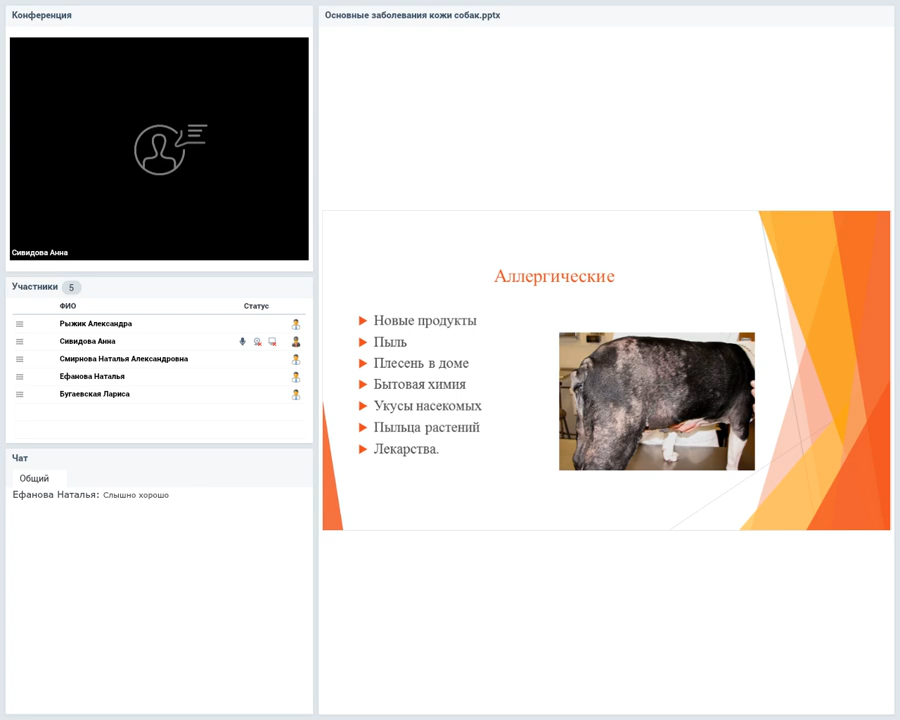 Конференция
Сивидова Анна
Участники 5
ФИО Статус
Рыжик Александра
Сивидова Анна
Смирнова Наталья Александровна
Ефанова Наталья
Бугаевская Лариса
Чат
Общий
Ефанова Наталья: Слышно хорошо
Основные заболевания кожи собак.pptx
Аллергические
Новые продукты
Пыль
Плесень в доме
Бытовая химия
Укусы насекомых
Пыльца растений
Лекарства.